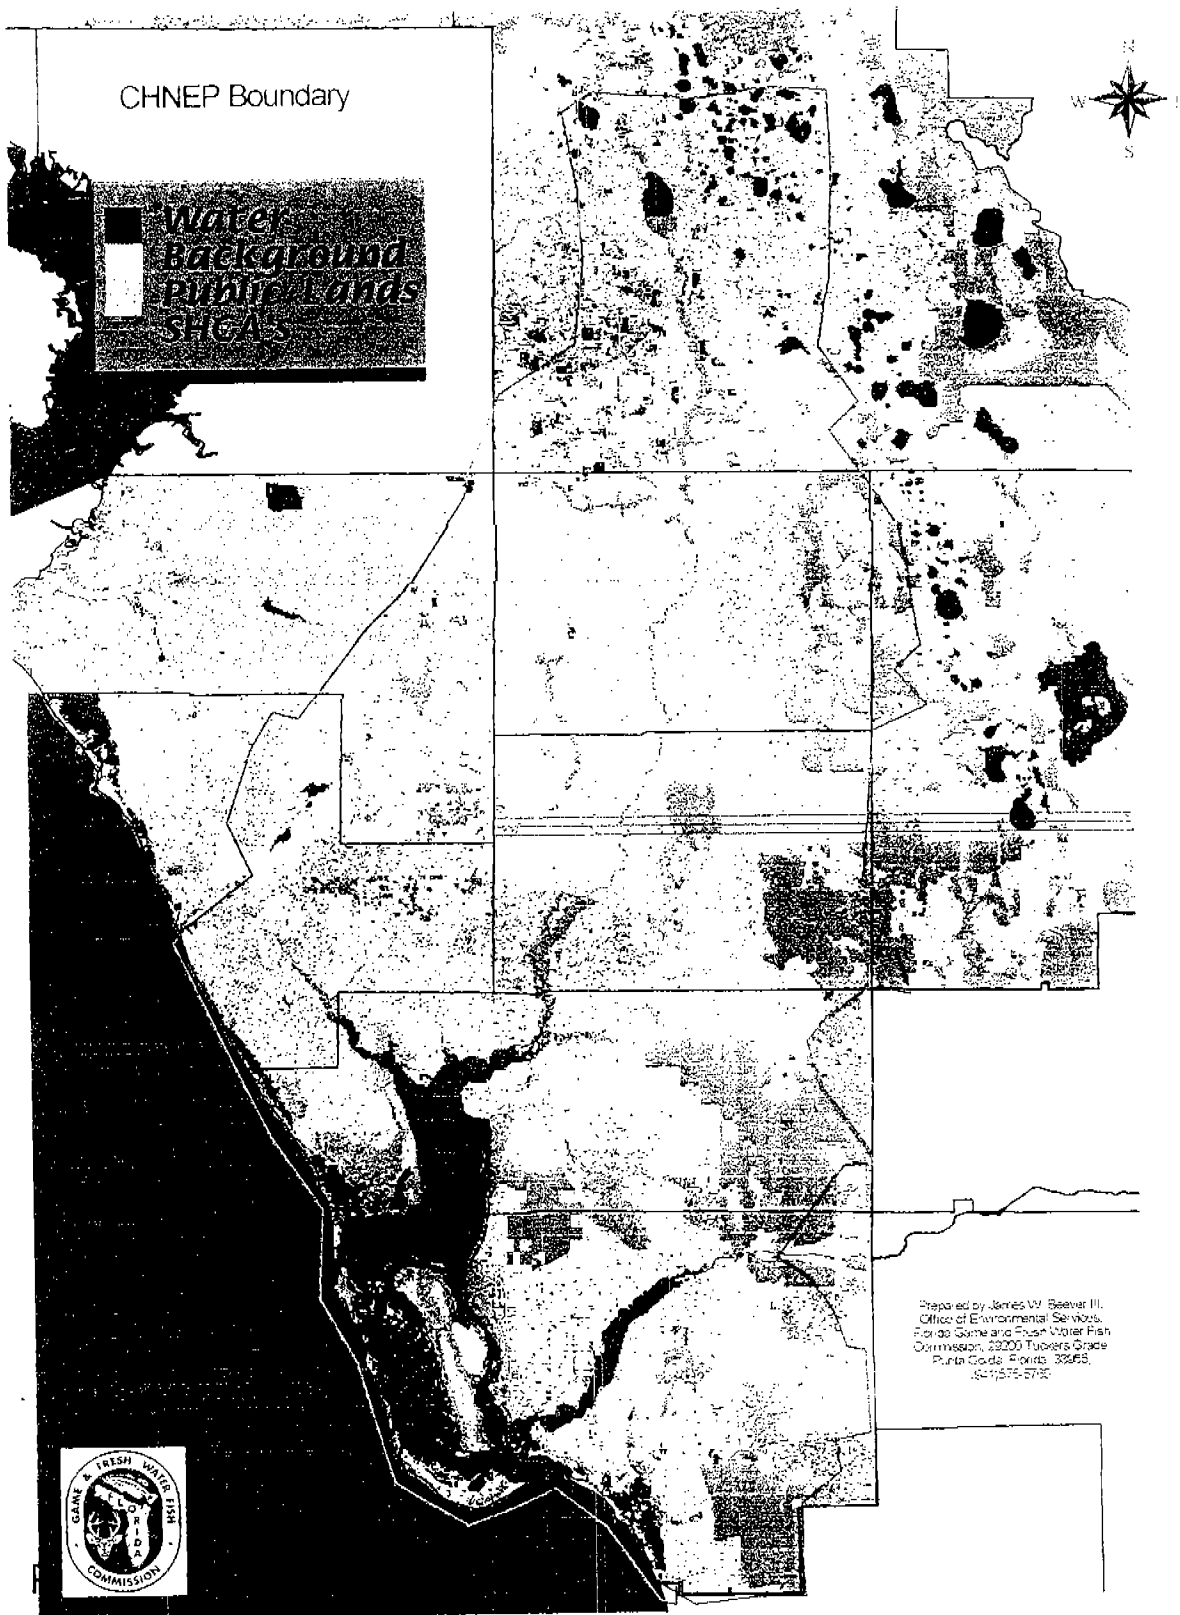 CHNEP Boundary
N
W
S
Water
Background
Public Lands
SHCA's
Prepared by James W. Beever III,
Office of Environmental Services,
Florida Game and Fresh Water Fish
Commission, 29200 Tuckers Grade
Punta Gorda, Florida, 33955,
GAME & FRESH WATER FISH
FLORIDA
COMMISSION